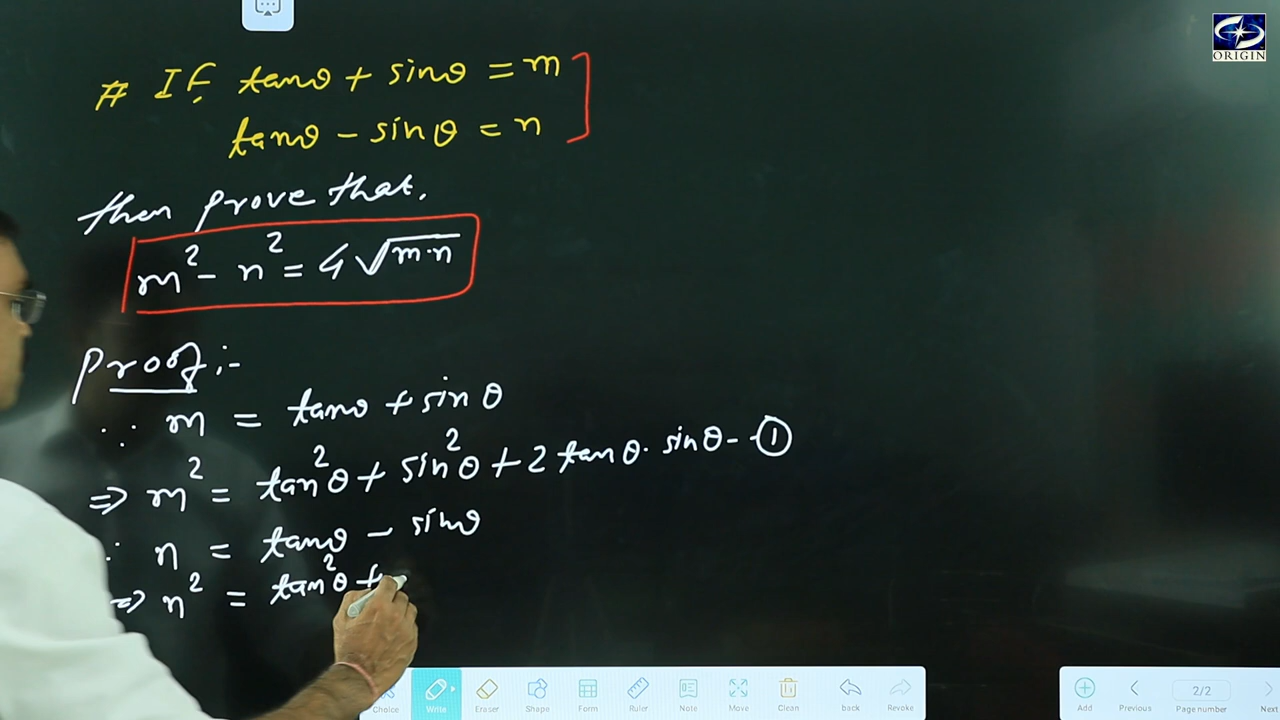 ORIGIN
# If tanθ + sinθ = m
tanθ - sinθ = n
then prove that,
m² - n² = 4√m·n
Proof :-
∵ m = tanθ + sinθ
⇒ m² = tan²θ + sin²θ + 2 tanθ· sinθ -- ①
∵ n = tanθ - sinθ
⇒ n² = tan²θ +
Choice Write Eraser Shape Form Ruler Note Move Clean back Revoke
2/2
Add Previous Page number Next